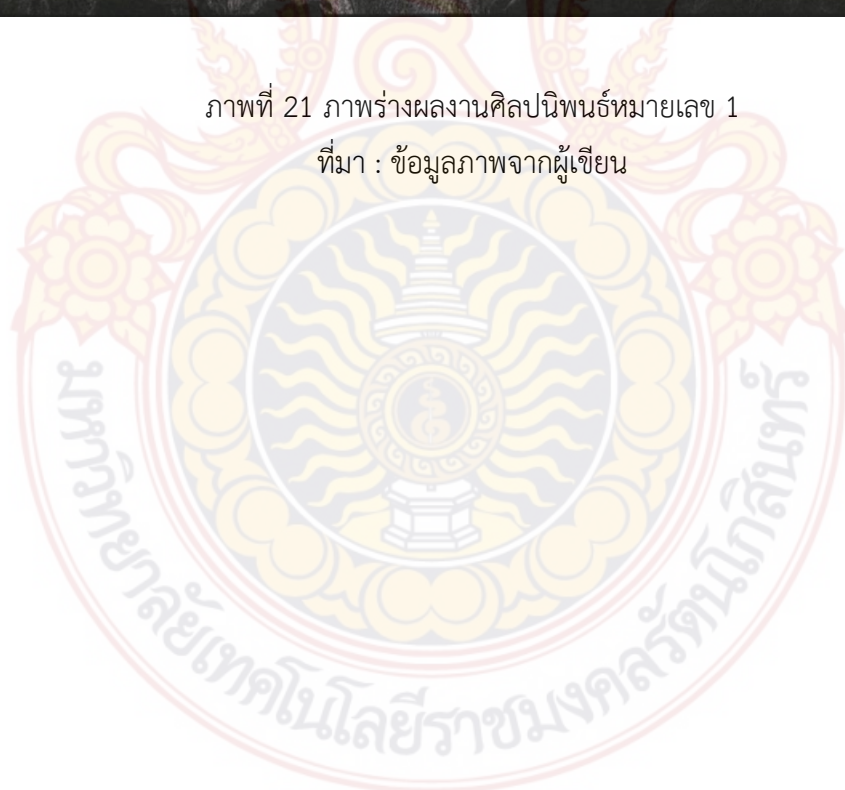 ภาพที่ 21 ภาพร่างผลงานศิลปนิพนธ์หมายเลข 1
ที่มา : ข้อมูลภาพจากผู้เขียน
มหาวิทยาลัยเทคโนโลยีราชมงคลรัตนโกสินทร์